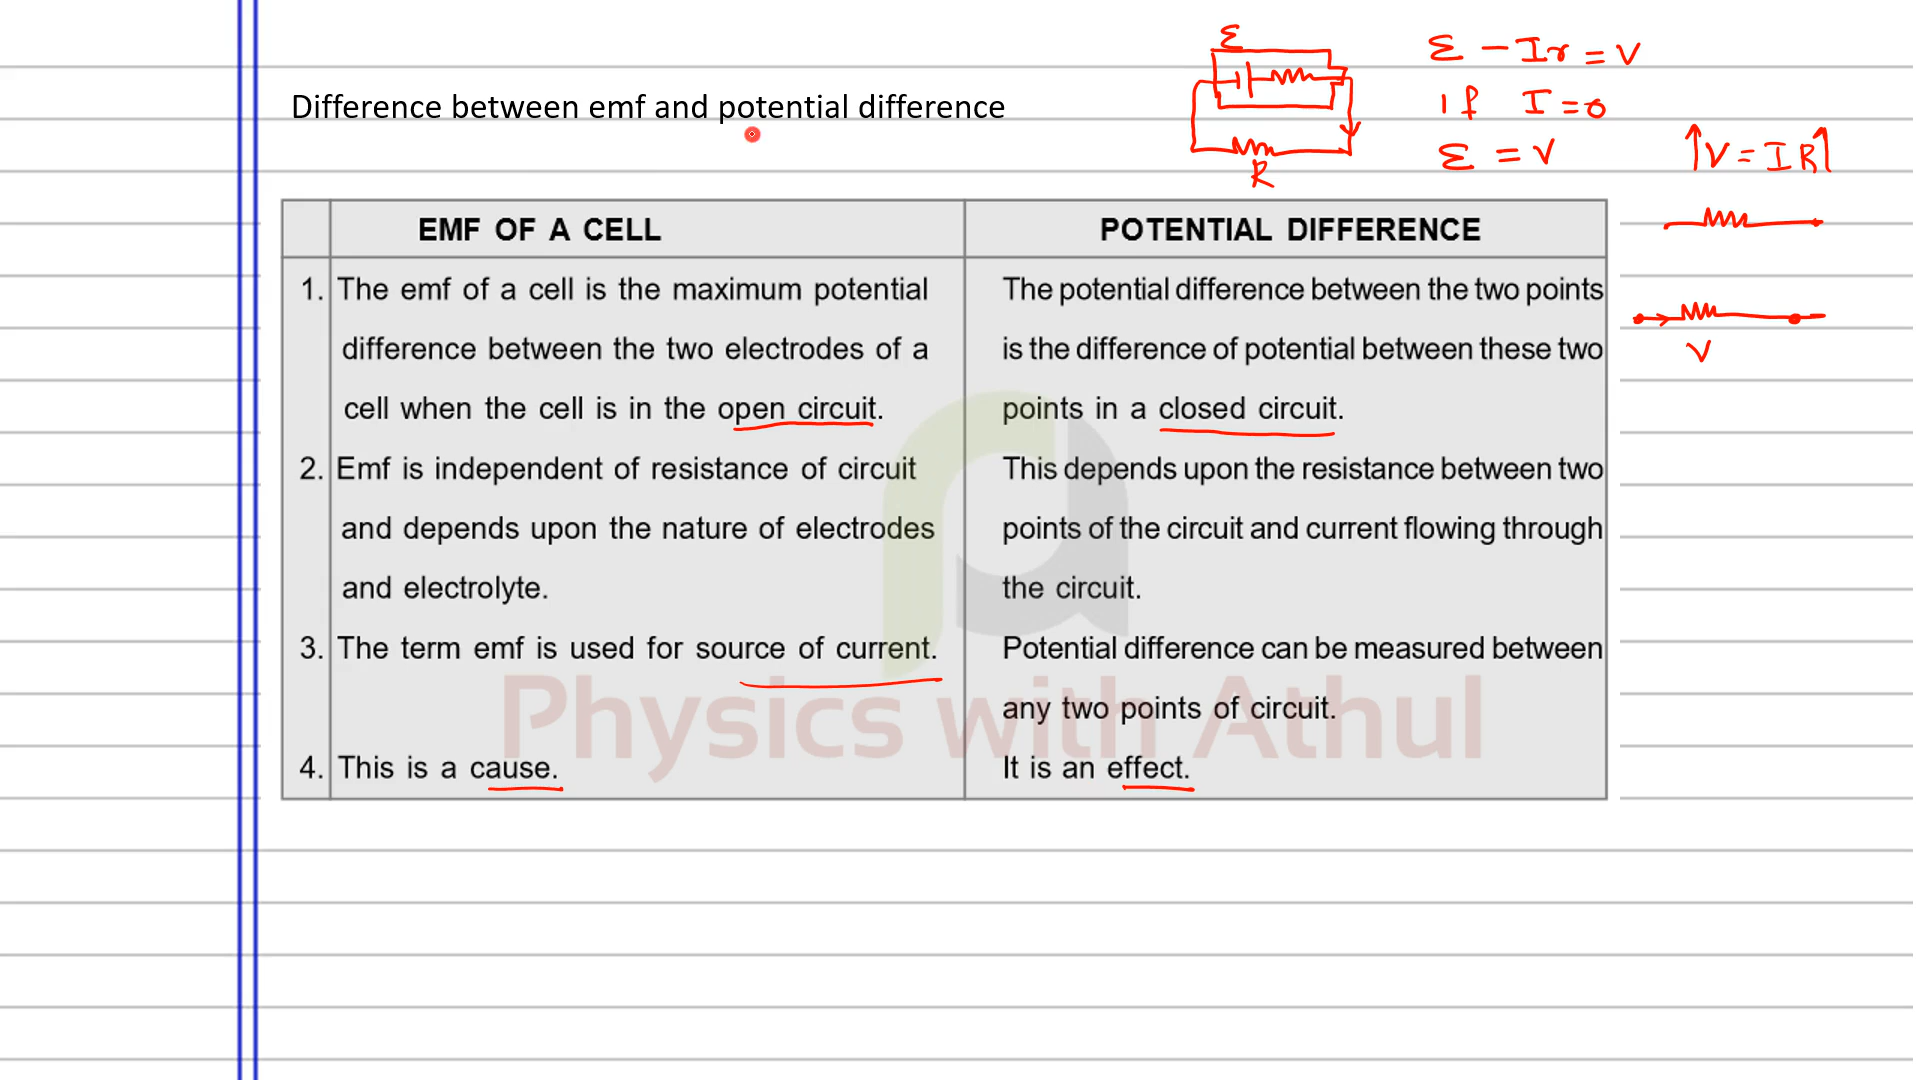 Ɛ
Ɛ - Ir = V
Difference between emf and potential difference
if I = 0
Ɛ = V
V = IR
R
EMF OF A CELL
POTENTIAL DIFFERENCE
1. The emf of a cell is the maximum potential
difference between the two electrodes of a
cell when the cell is in the open circuit.
The potential difference between the two points
is the difference of potential between these two
points in a closed circuit.
V
2. Emf is independent of resistance of circuit
and depends upon the nature of electrodes
and electrolyte.
This depends upon the resistance between two
points of the circuit and current flowing through
the circuit.
3. The term emf is used for source of current.
Potential difference can be measured between
any two points of circuit.
4. This is a cause.
It is an effect.
Physics with Athul